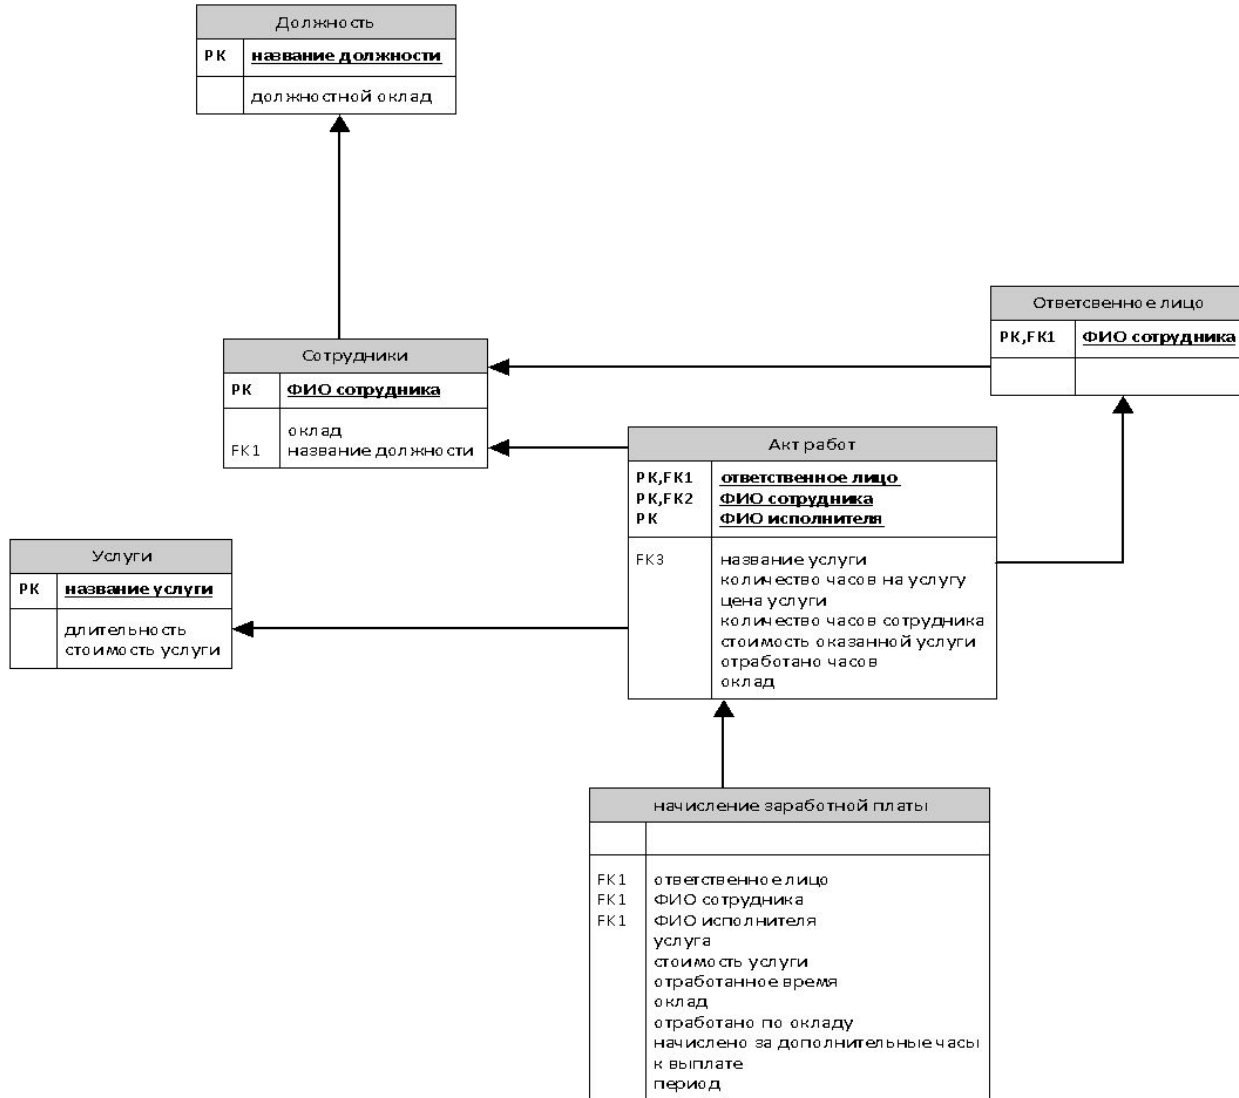 Должность
PK название должности
должностной оклад
Ответсвенное лицо
PK,FK1 ФИО сотрудника
Сотрудники
PK ФИО сотрудника
оклад
FK1 название должности
Акт работ
PK,FK1 ответственное лицо
PK,FK2 ФИО сотрудника
PK ФИО исполнителя
FK3 название услуги
количество часов на услугу
цена услуги
количество часов сотрудника
стоимость оказанной услуги
отработано часов
оклад
Услуги
PK название услуги
длительность
стоимость услуги
начисление заработной платы
FK1 ответственное лицо
FK1 ФИО сотрудника
FK1 ФИО исполнителя
услуга
стоимость услуги
отработанное время
оклад
отработано по окладу
начислено за дополнительные часы
к выплате
период